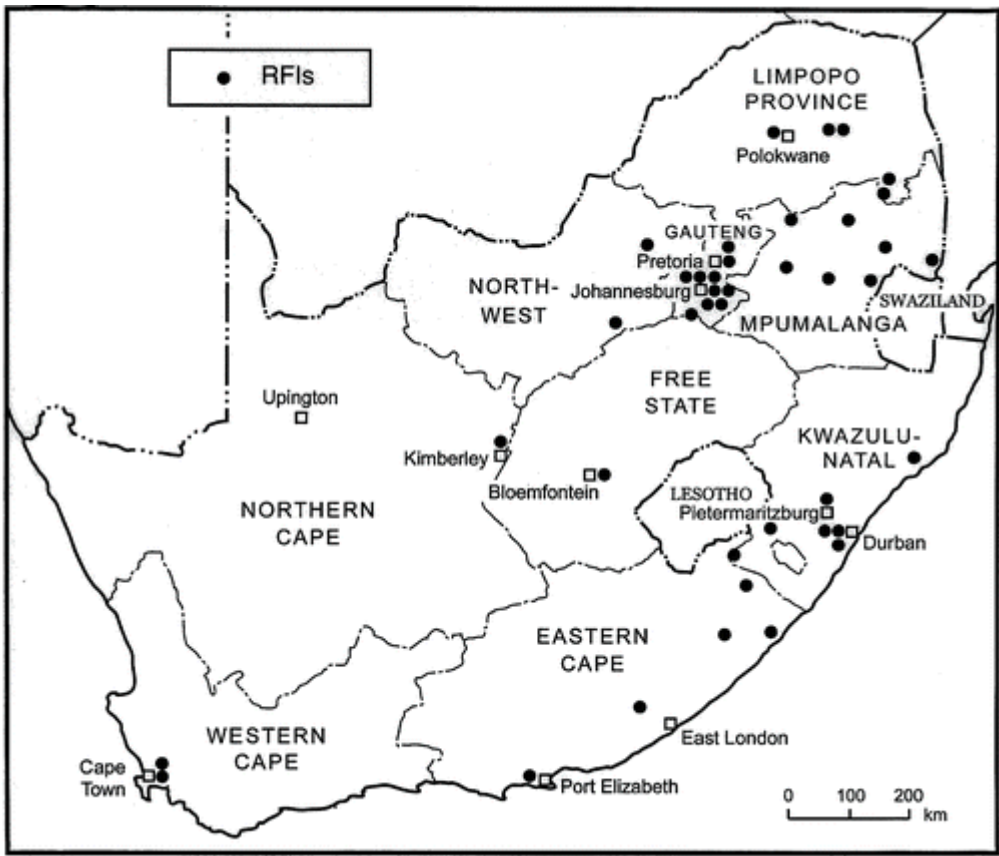 RFIs
LIMPOPO
PROVINCE
Polokwane
GAUTENG
Pretoria
Johannesburg
NORTH-
WEST
SWAZILAND
MPUMALANGA
FREE
STATE
Upington
KWAZULU-
NATAL
Kimberley
Bloemfontein
LESOTHO
Pietermaritzburg
Durban
NORTHERN
CAPE
EASTERN
CAPE
WESTERN
CAPE
East London
Cape
Town
Port Elizabeth
0 100 200
km